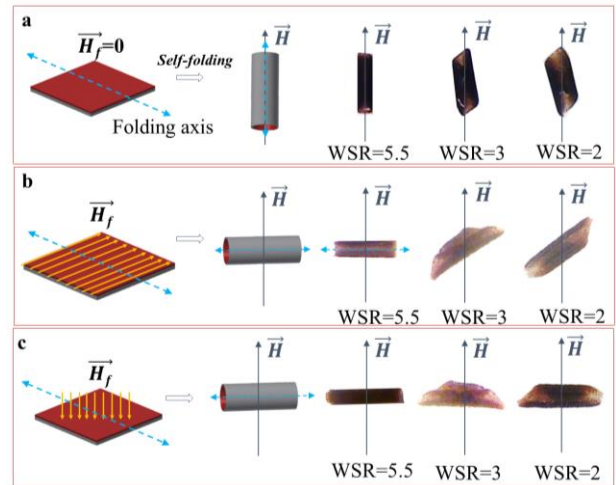 a
H_f=0
Self-folding
Folding axis
H
H
H
H
WSR=5.5
WSR=3
WSR=2
b
H_f
H
H
H
H
WSR=5.5
WSR=3
WSR=2
c
H_f
H
H
H
H
WSR=5.5
WSR=3
WSR=2